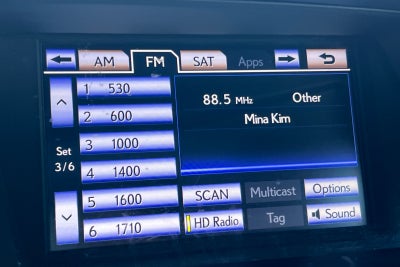 AM FM SAT Apps
1 530
2 600
3 1000
4 1400
5 1600
6 1710
Set
3/6
88.5 MHz Other
Mina Kim
SCAN Multicast Options
HD Radio Tag Sound